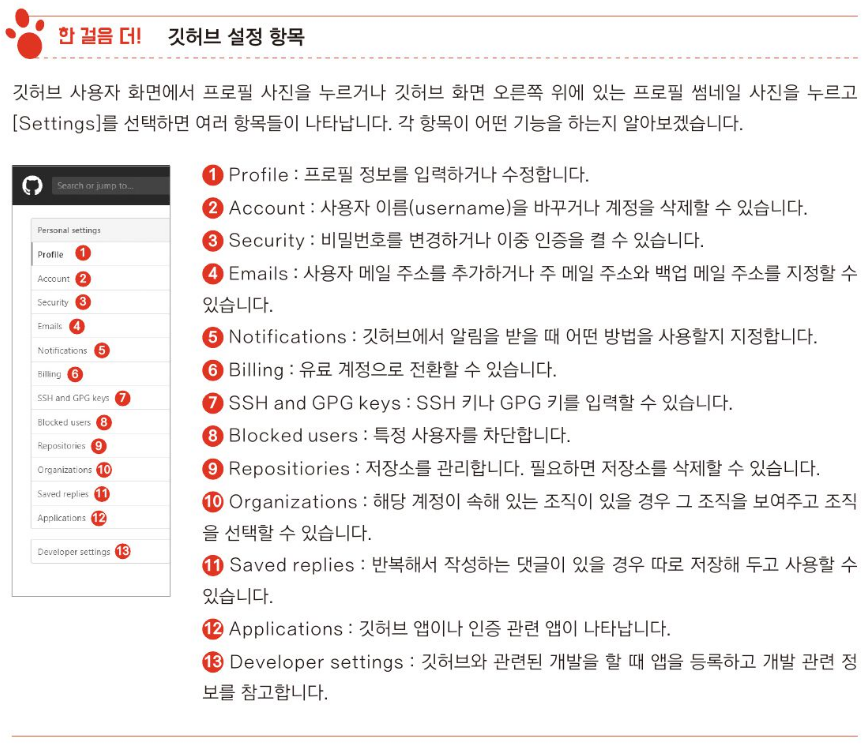 한 걸음 더! 깃허브 설정 항목
깃허브 사용자 화면에서 프로필 사진을 누르거나 깃허브 화면 오른쪽 위에 있는 프로필 썸네일 사진을 누르고
[Settings]를 선택하면 여러 항목들이 나타납니다. 각 항목이 어떤 기능을 하는지 알아보겠습니다.
Search or jump to...
Personal settings
Profile 1
Account 2
Security 3
Emails 4
Notifications 5
Billing 6
SSH and GPG keys 7
Blocked users 8
Repositories 9
Organizations 10
Saved replies 11
Applications 12
Developer settings 13
1 Profile : 프로필 정보를 입력하거나 수정합니다.
2 Account : 사용자 이름(username)을 바꾸거나 계정을 삭제할 수 있습니다.
3 Security : 비밀번호를 변경하거나 이중 인증을 켤 수 있습니다.
4 Emails : 사용자 메일 주소를 추가하거나 주 메일 주소와 백업 메일 주소를 지정할 수
있습니다.
5 Notifications : 깃허브에서 알림을 받을 때 어떤 방법을 사용할지 지정합니다.
6 Billing : 유료 계정으로 전환할 수 있습니다.
7 SSH and GPG keys : SSH 키나 GPG 키를 입력할 수 있습니다.
8 Blocked users : 특정 사용자를 차단합니다.
9 Repositiories : 저장소를 관리합니다. 필요하면 저장소를 삭제할 수 있습니다.
10 Organizations : 해당 계정이 속해 있는 조직이 있을 경우 그 조직을 보여주고 조직
을 선택할 수 있습니다.
11 Saved replies : 반복해서 작성하는 댓글이 있을 경우 따로 저장해 두고 사용할 수
있습니다.
12 Applications : 깃허브 앱이나 인증 관련 앱이 나타납니다.
13 Developer settings : 깃허브와 관련된 개발을 할 때 앱을 등록하고 개발 관련 정
보를 참고합니다.